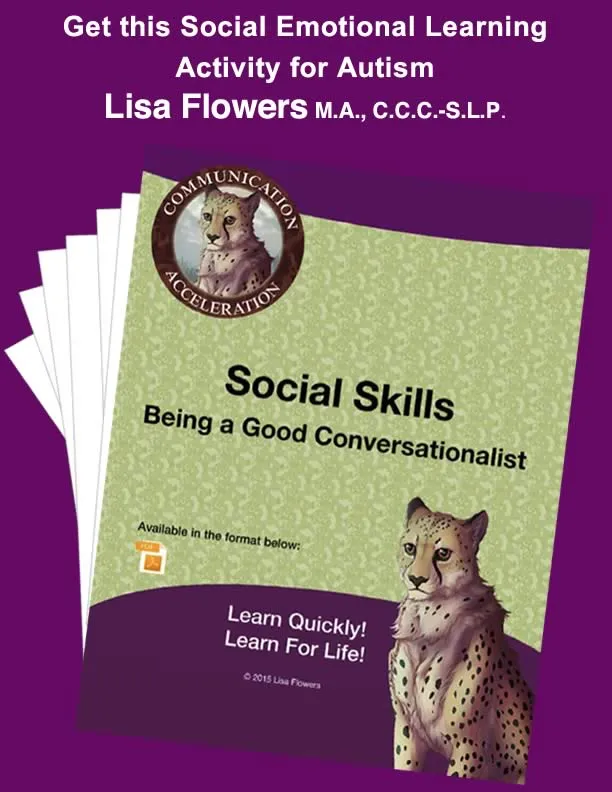 Get this Social Emotional Learning
Activity for Autism
Lisa Flowers M.A., C.C.C.-S.L.P.
COMMUNICATION
ACCELERATION
Social Skills
Being a Good Conversationalist
Available in the format below:
PDF
Learn Quickly!
Learn For Life!
© 2015 Lisa Flowers